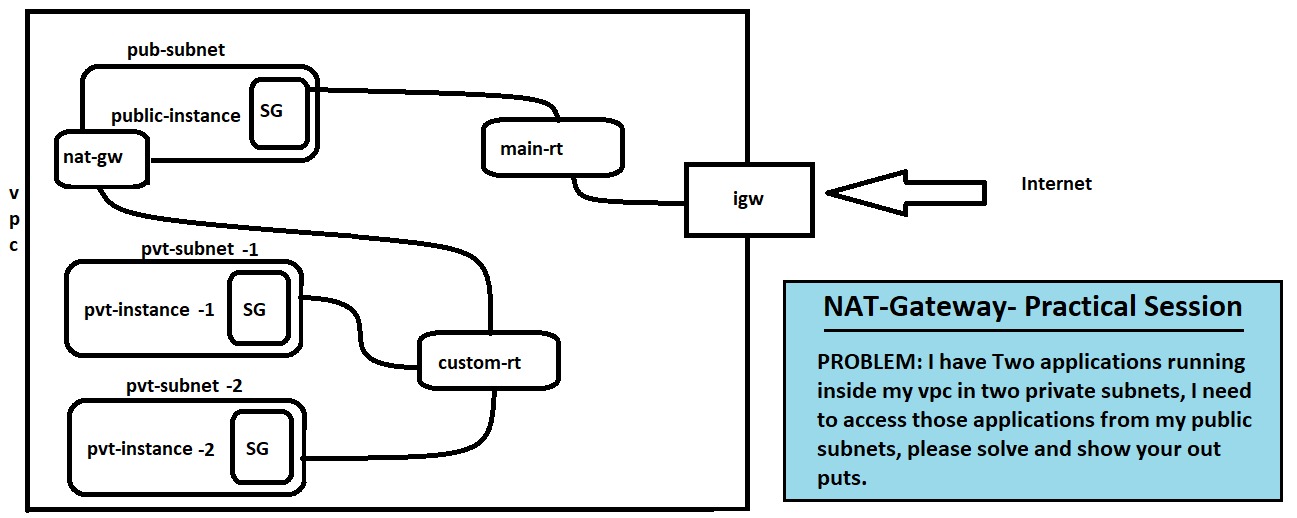 pub-subnet
public-instance
SG
nat-gw
main-rt
igw
Internet
v
p
c
pvt-subnet -1
pvt-instance -1
SG
custom-rt
pvt-subnet -2
pvt-instance -2
SG
NAT-Gateway- Practical Session
PROBLEM: I have Two applications running
inside my vpc in two private subnets, I need
to access those applications from my public
subnets, please solve and show your out
puts.